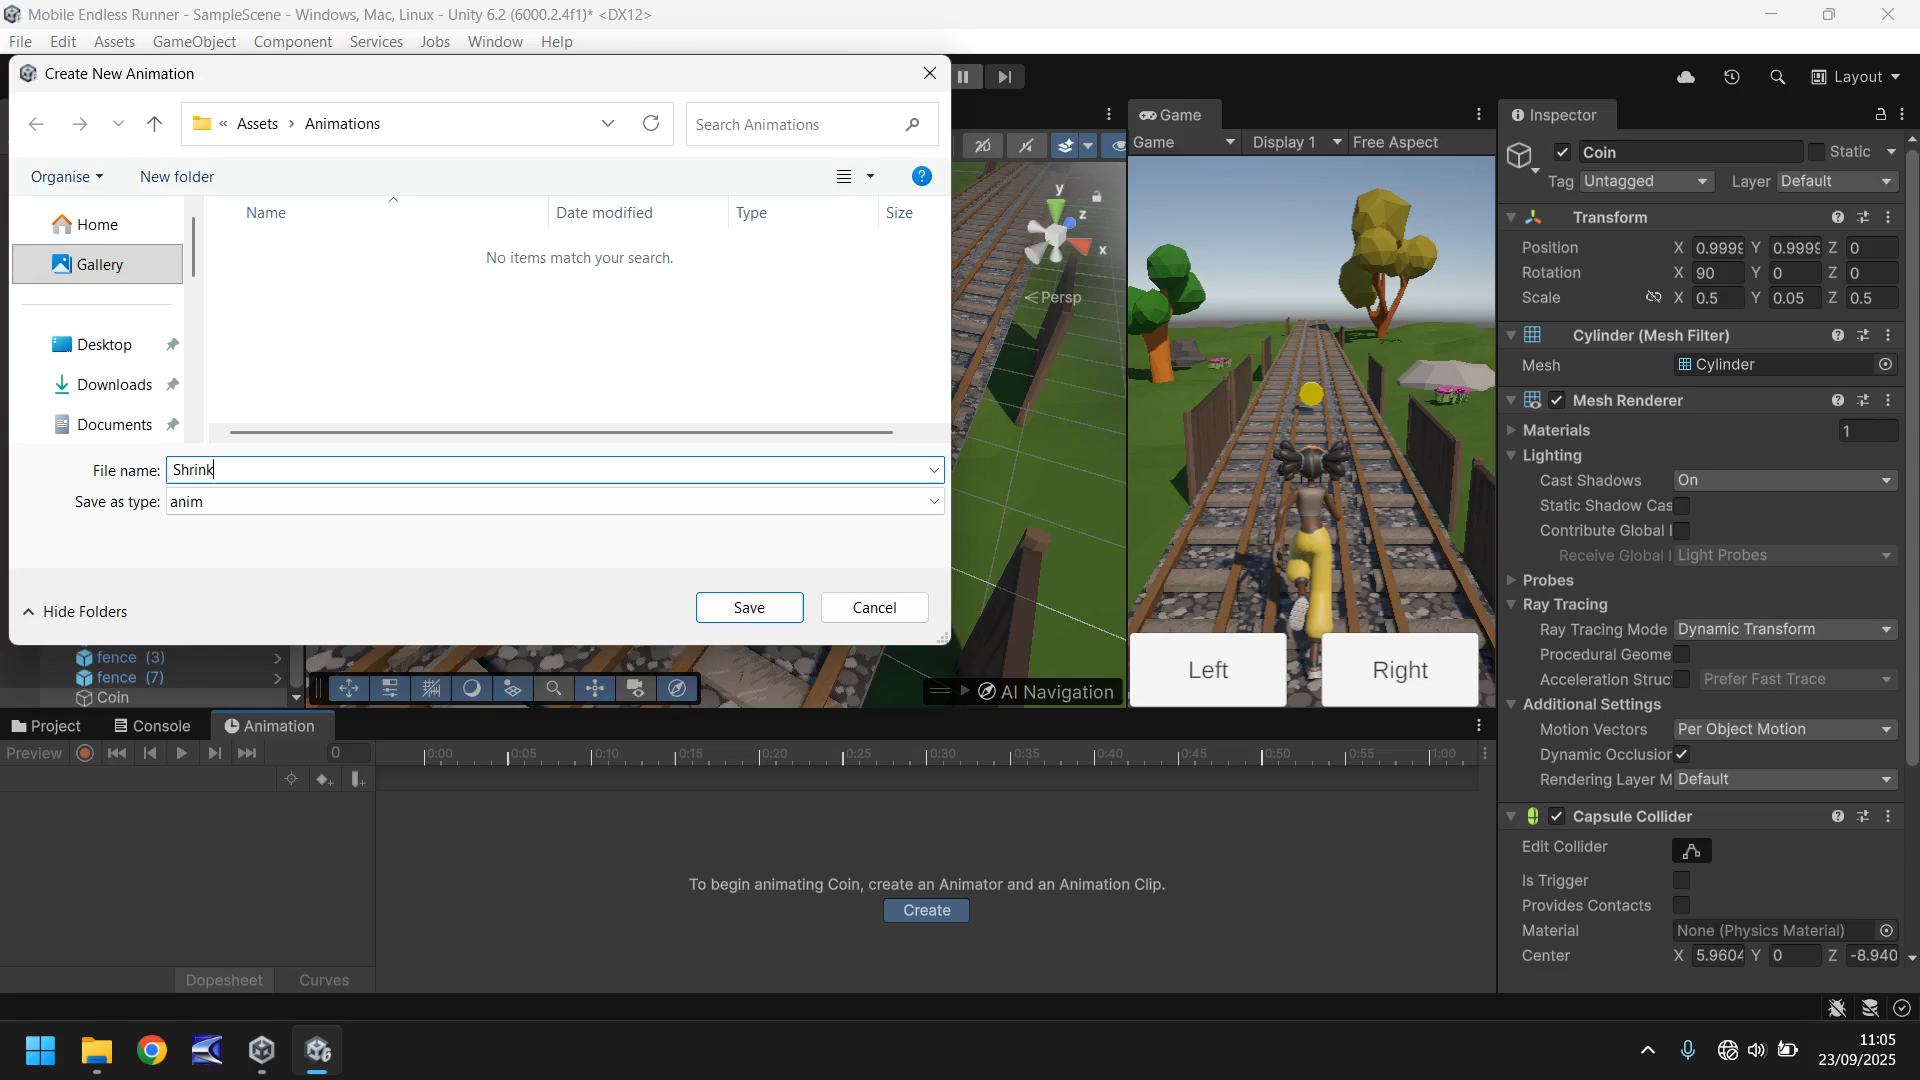 Mobile Endless Runner - SampleScene - Windows, Mac, Linux - Unity 6.2 (6000.2.4f1)* <DX12>
File Edit Assets GameObject Component Services Jobs Window Help
Create New Animation
« Assets › Animations
Search Animations
Organise
New folder
Name
Date modified
Type
Size
No items match your search.
Home
Gallery
Desktop
Downloads
Documents
File name: Shrink
Save as type: anim
Hide Folders
Save
Cancel
fence (3)
fence (7)
Coin
y
z
x
Persp
AI Navigation
Game
Game
Display 1
Free Aspect
Left
Right
Layout
Inspector
Coin
Static
Tag Untagged Layer Default
Transform
Position X 0.9999 Y 0.9999 Z 0
Rotation X 90 Y 0 Z 0
Scale X 0.5 Y 0.05 Z 0.5
Cylinder (Mesh Filter)
Mesh Cylinder
Mesh Renderer
Materials 1
Lighting
Cast Shadows On
Static Shadow Cas
Contribute Global I
Receive Global I Light Probes
Probes
Ray Tracing
Ray Tracing Mode Dynamic Transform
Procedural Geome
Acceleration Struc Prefer Fast Trace
Additional Settings
Motion Vectors Per Object Motion
Dynamic Occlusion
Rendering Layer M Default
Capsule Collider
Edit Collider
Is Trigger
Provides Contacts
Material None (Physics Material)
Center X 5.9604 Y 0 Z -8.940
Project
Console
Animation
Preview
0
0:00 0:05 0:10 0:15 0:20 0:25 0:30 0:35 0:40 0:45 0:50 0:55 1:00
To begin animating Coin, create an Animator and an Animation Clip.
Create
Dopesheet
Curves
11:05
23/09/2025